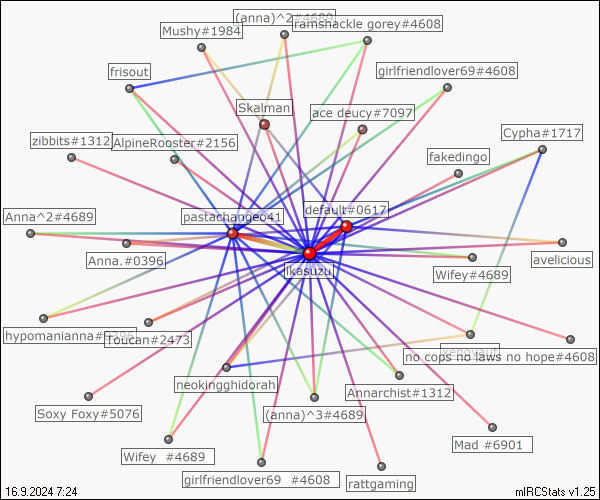 (anna)^2#4689
Mushy#1984
ramshackle gorey#4608
frisout
girlfriendlover69#4608
Skalman
ace deucy#7097
Cypha#1717
zibbits#1312
AlpineRooster#2156
fakedingo
Anna^2#4689
pastachangeo41
default#0617
Anna.#0396
ikasuzu
Wifey#4689
avelicious
hypomanianna#
Toucan#2473
xenovaut
no cops no laws no hope#4608
neokingghidorah
Annarchist#1312
Soxy Foxy#5076
(anna)^3#4689
Wifey #4689
Mad #6901
girlfriendlover69 #4608
rattgaming
16.9.2024 7:24
mIRCStats v1.25